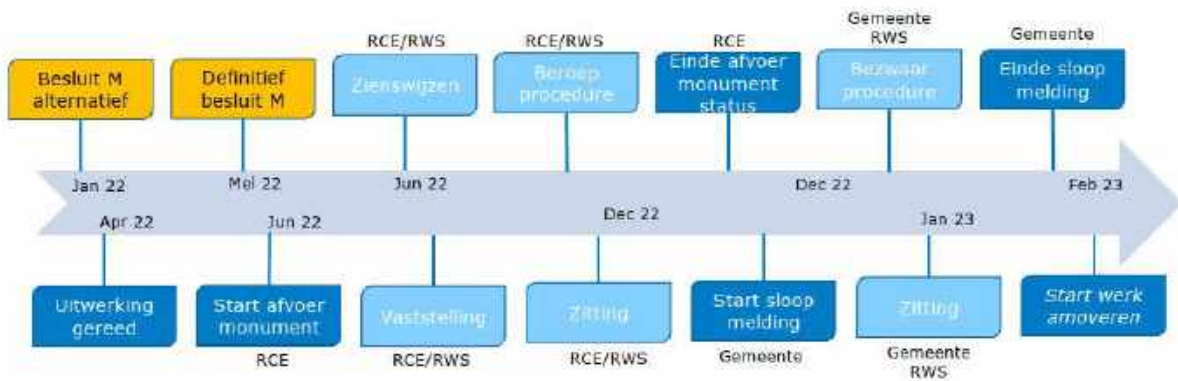 RCE/RWS
RCE/RWS
RCE
Gemeente
RWS
Gemeente
Besluit M
alternatief
Definitief
besluit M
Zienswijzen
Beroep
procedure
Einde afvoer
monument
status
Bezwaar
procedure
Einde sloop
melding
Jan 22
Mei 22
Jun 22
Dec 22
Feb 23
Apr 22
Jun 22
Dec 22
Jan 23
Uitwerking
gereed
Start afvoer
monument
Vaststelling
Zitting
Start sloop
melding
Zitting
Start werk
amoveren
RCE
RCE/RWS
RCE/RWS
Gemeente
Gemeente
RWS